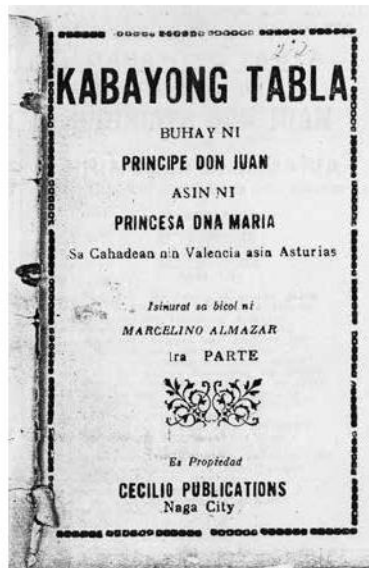 22
KABAYONG TABLA
BUHAY NI
PRINCIPE DON JUAN
ASIN NI
PRINCESA DNA MARIA
Sa Cahadean nin Valencia asin Asturias
Isinurat sa bicol ni
MARCELINO ALMAZAR
1ra PARTE
Es Propiedad
CECILIO PUBLICATIONS
Naga City